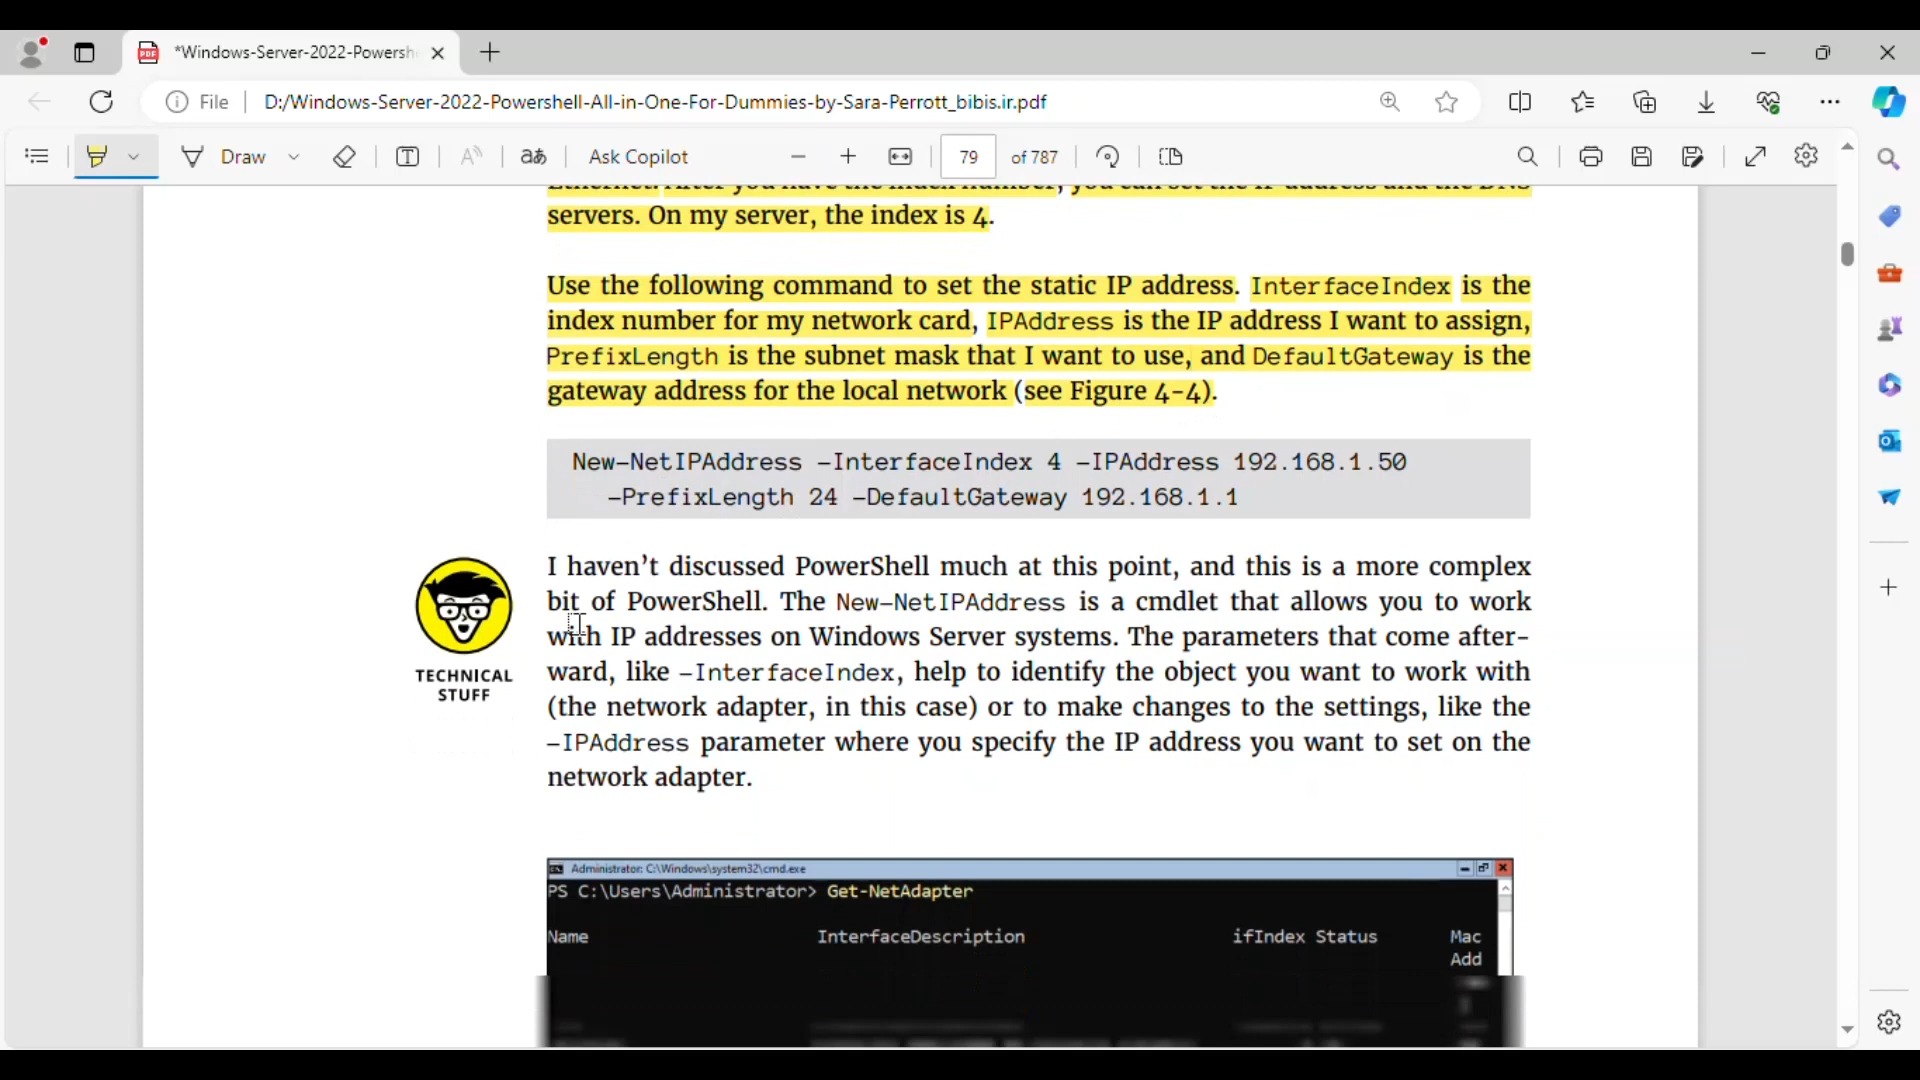 *Windows-Server-2022-Powersh
File
D:/Windows-Server-2022-Powershell-All-in-One-For-Dummies-by-Sara-Perrott_bibis.ir.pdf
Draw
Ask Copilot
79
of 787
servers. On my server, the index is 4.
Use the following command to set the static IP address. InterfaceIndex is the
index number for my network card, IPAddress is the IP address I want to assign,
PrefixLength is the subnet mask that I want to use, and DefaultGateway is the
gateway address for the local network (see Figure 4-4).
New-NetIPAddress -InterfaceIndex 4 -IPAddress 192.168.1.50
-PrefixLength 24 -DefaultGateway 192.168.1.1
TECHNICAL
STUFF
I haven't discussed PowerShell much at this point, and this is a more complex
bit of PowerShell. The New-NetIPAddress is a cmdlet that allows you to work
with IP addresses on Windows Server systems. The parameters that come after-
ward, like -InterfaceIndex, help to identify the object you want to work with
(the network adapter, in this case) or to make changes to the settings, like the
-IPAddress parameter where you specify the IP address you want to set on the
network adapter.
Administrator: C:\Windows\system32\cmd.exe
PS C:\Users\Administrator> Get-NetAdapter
Name InterfaceDescription ifIndex Status Mac
Add